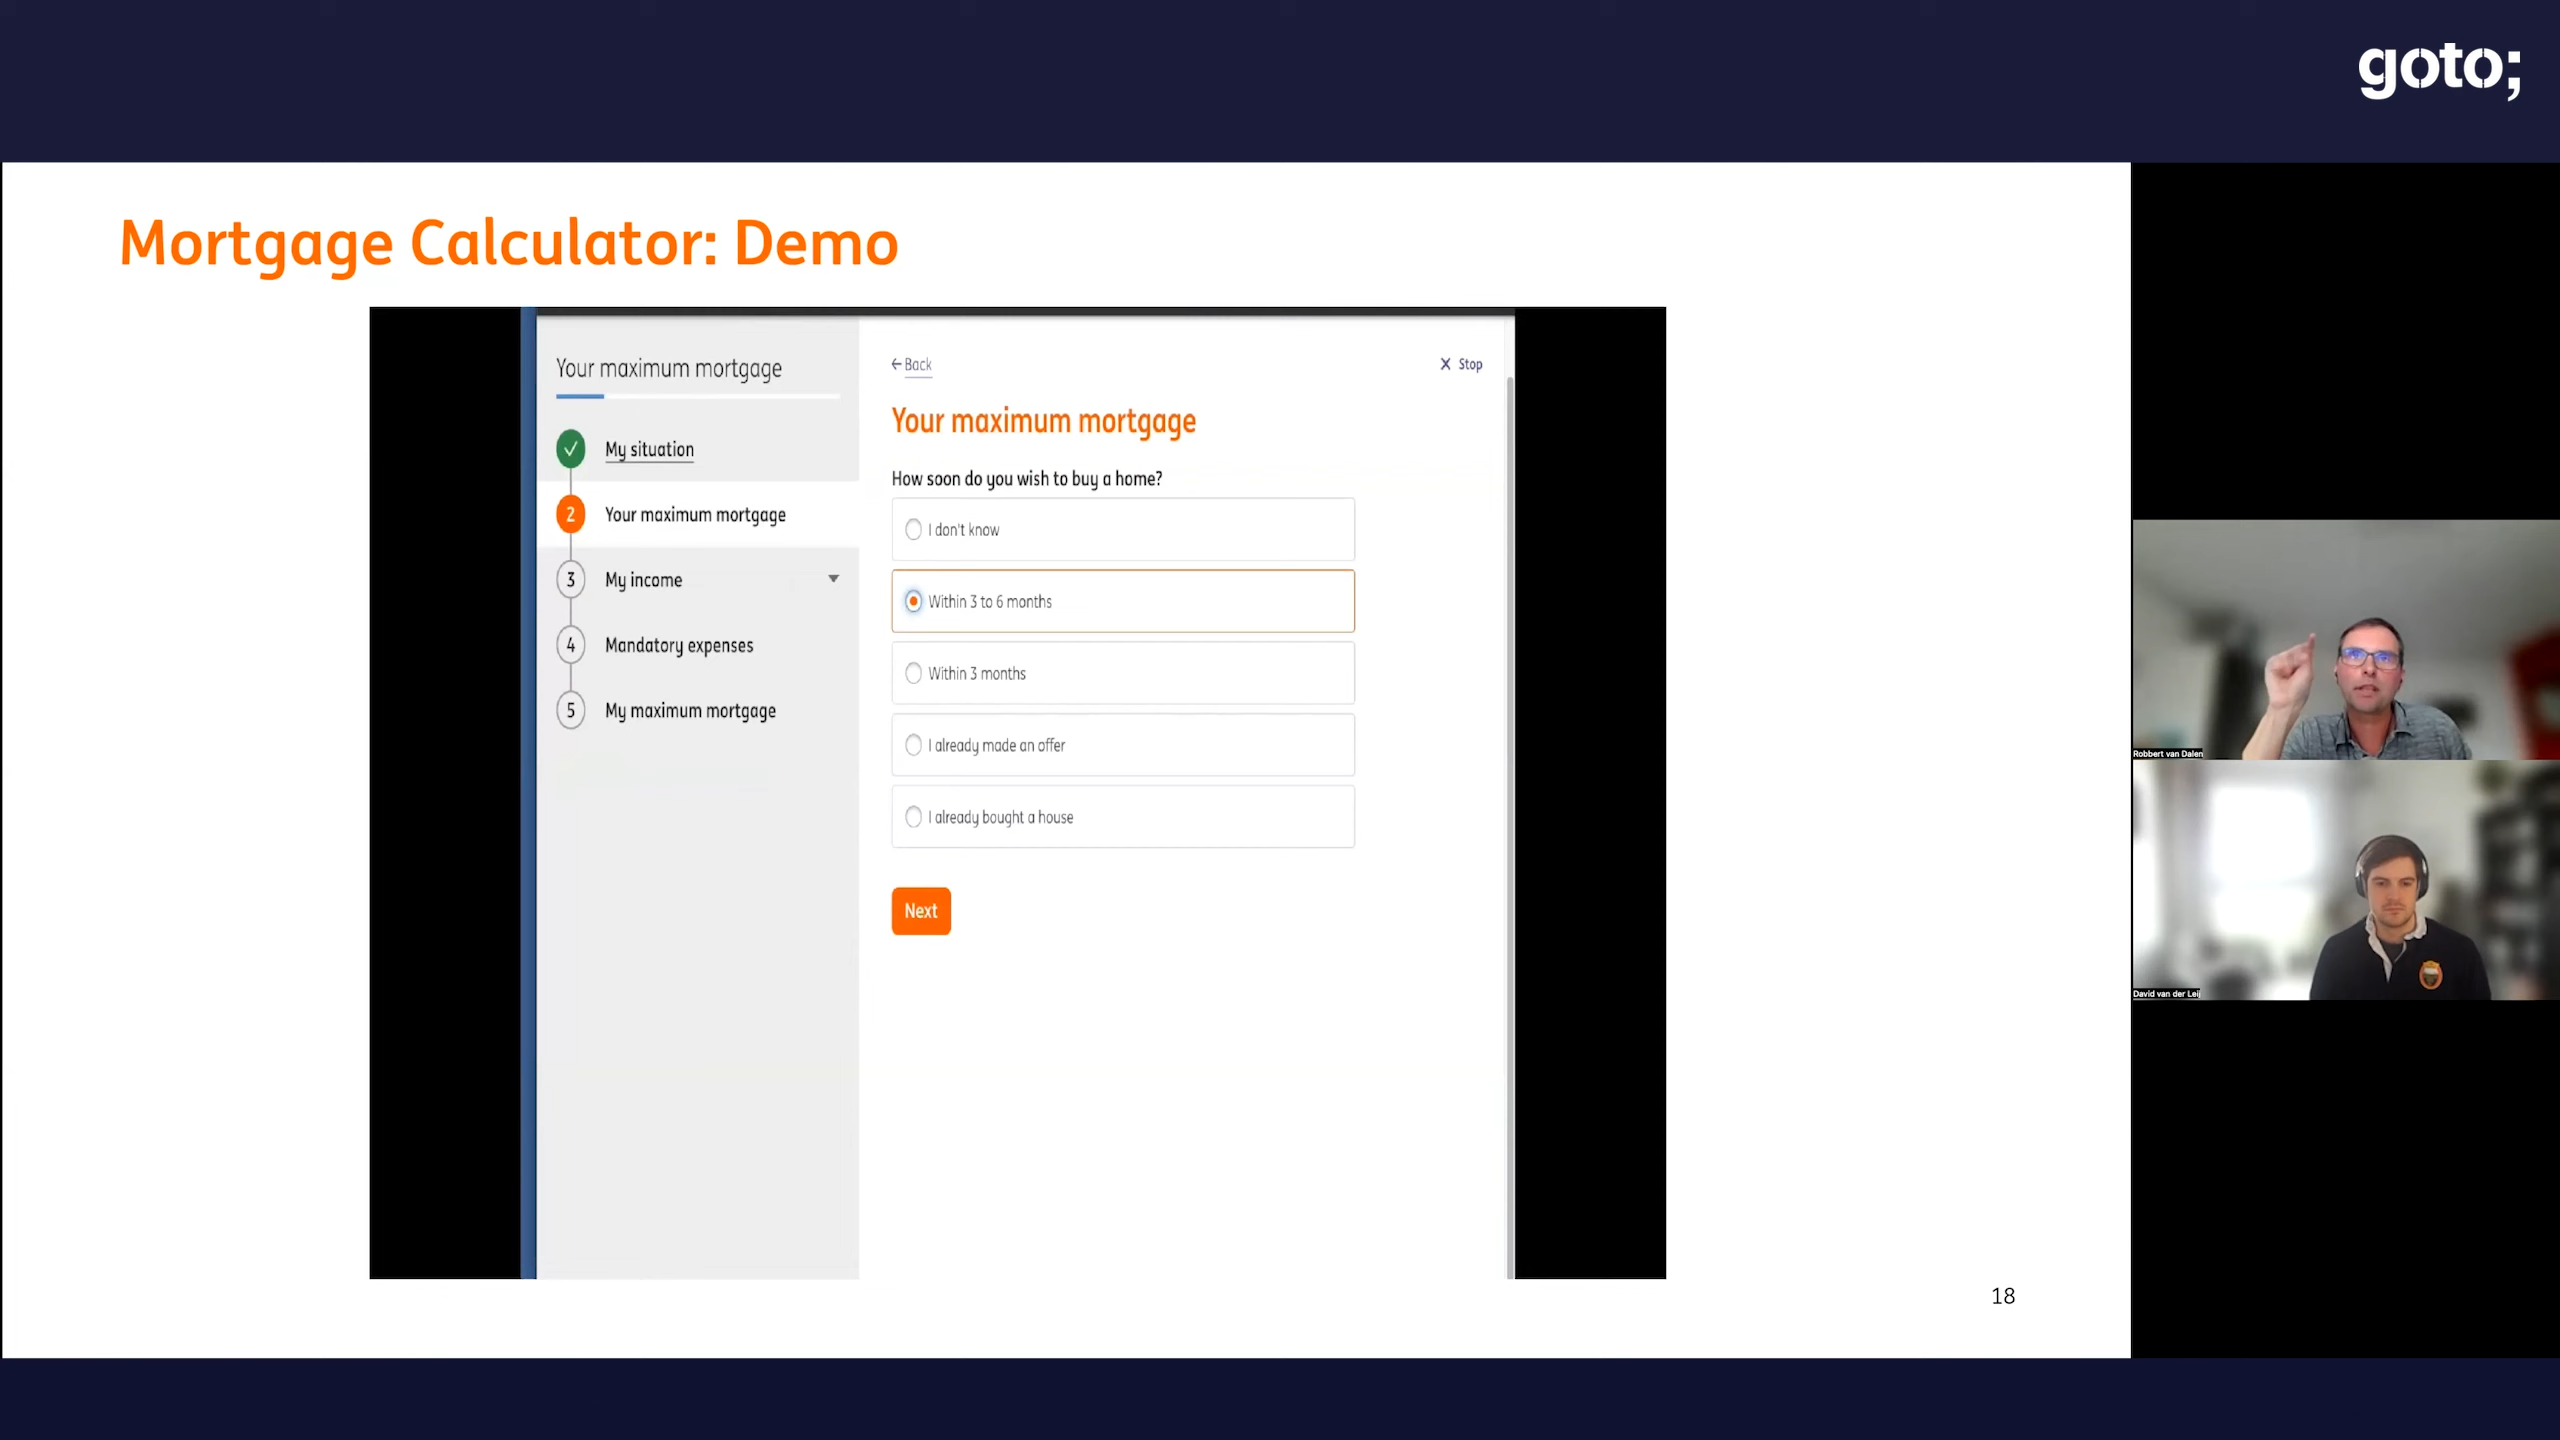 goto;
Mortgage Calculator: Demo
Your maximum mortgage
My situation
2 Your maximum mortgage
3 My income
4 Mandatory expenses
5 My maximum mortgage
← Back
X Stop
Your maximum mortgage
How soon do you wish to buy a home?
I don't know
Within 3 to 6 months
Within 3 months
I already made an offer
I already bought a house
Next
Robbert van Dalen
David van der Leij
18